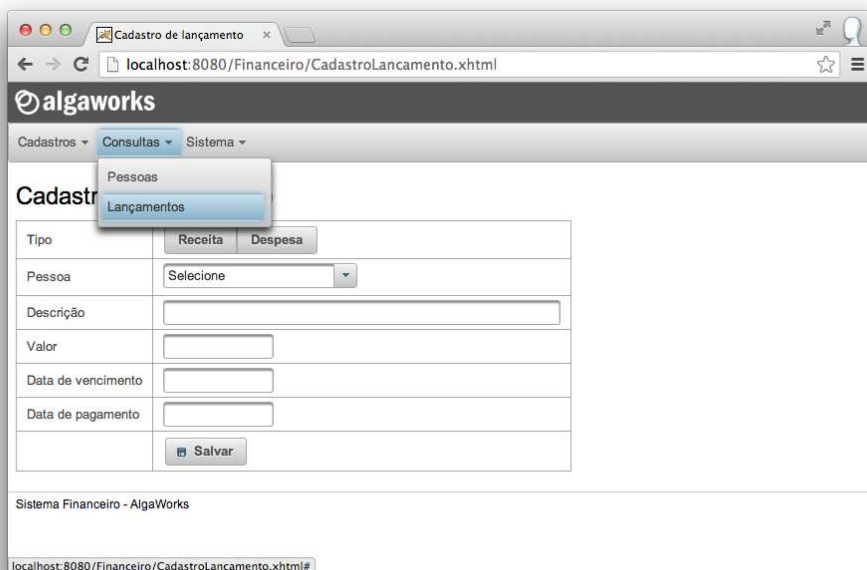 Cadastro de lançamento ×
localhost:8080/Financeiro/CadastroLancamento.xhtml
algaworks
Cadastros Consultas Sistema
Pessoas
Lançamentos
Cadastr
Tipo Receita Despesa
Pessoa Selecione
Descrição
Valor
Data de vencimento
Data de pagamento
Salvar
Sistema Financeiro - AlgaWorks
localhost:8080/Financeiro/CadastroLancamento.xhtml#